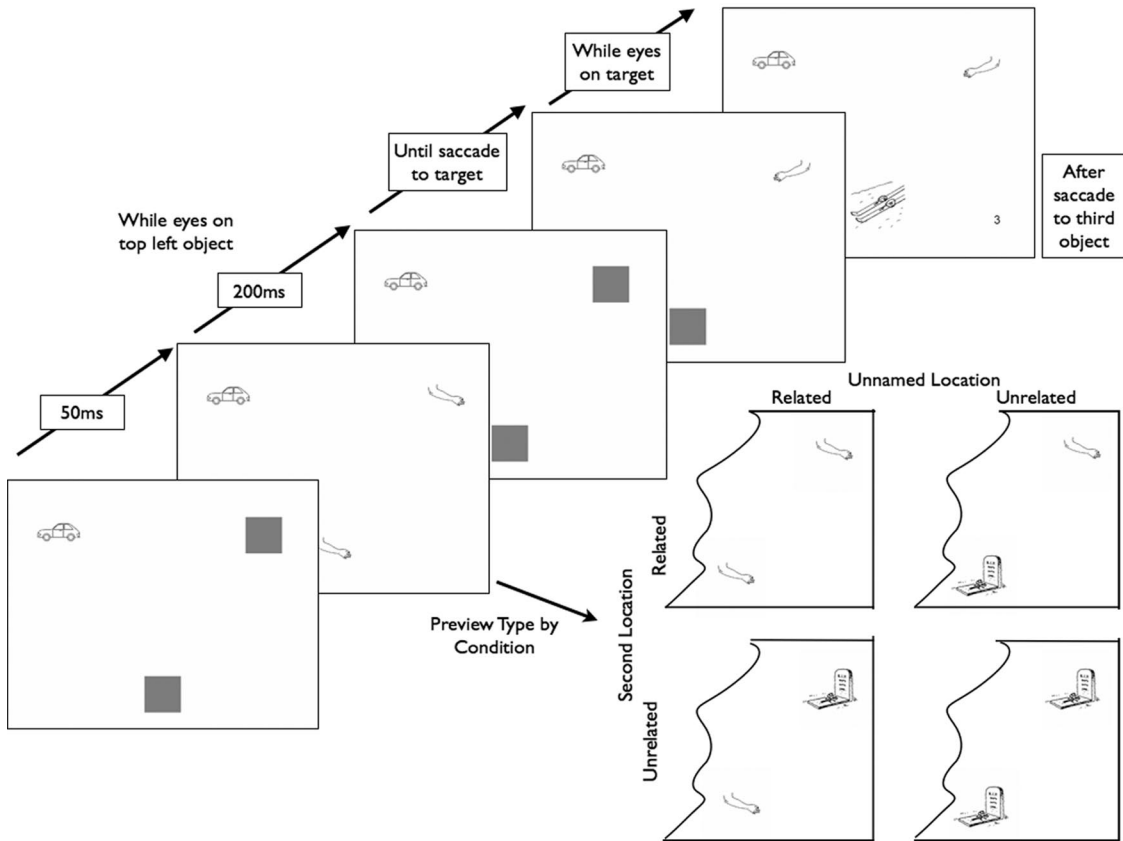 While eyes
on target
Until saccade
to target
After
saccade
to third
object
3
While eyes on
top left object
200ms
50ms
Preview Type by
Condition
Unnamed Location
Related
Unrelated
Second Location
Related
Unrelated